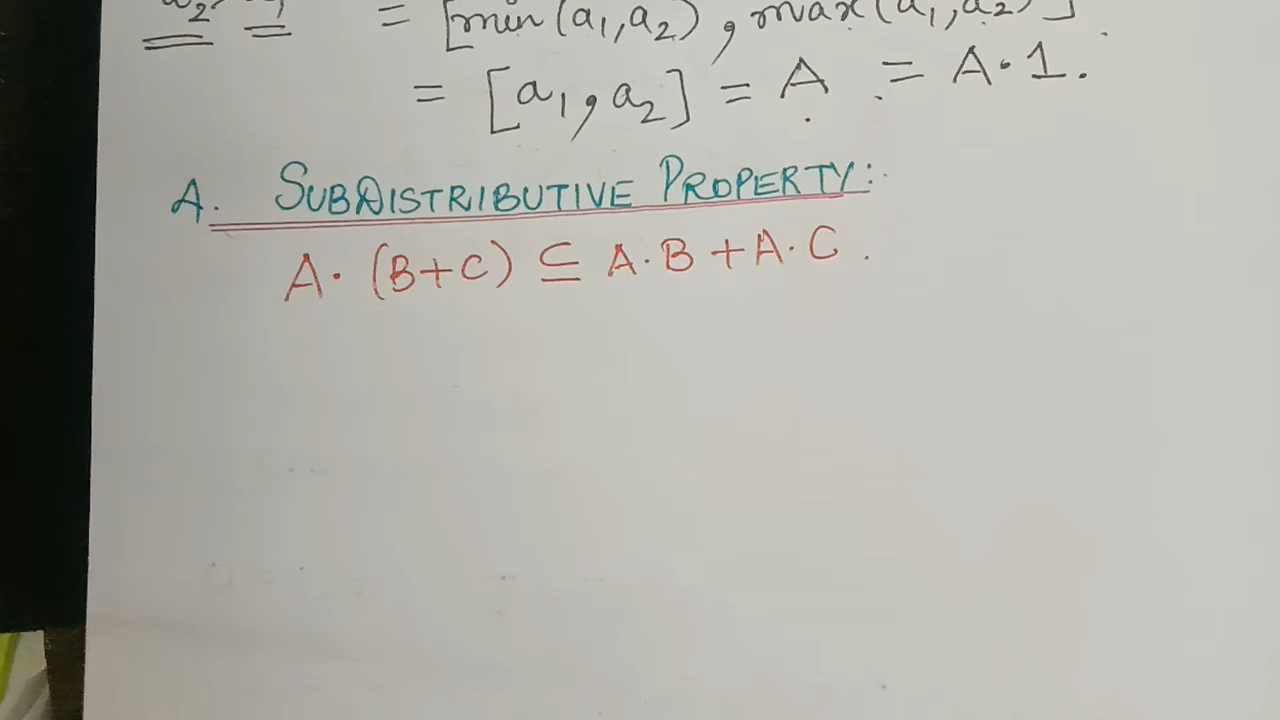 = [min(a₁,a₂), max(a₁,a₂)]
= [a₁, a₂] = A = A·1.
A. SUBDISTRIBUTIVE PROPERTY:
A·(B+C) ⊆ A·B + A·C.